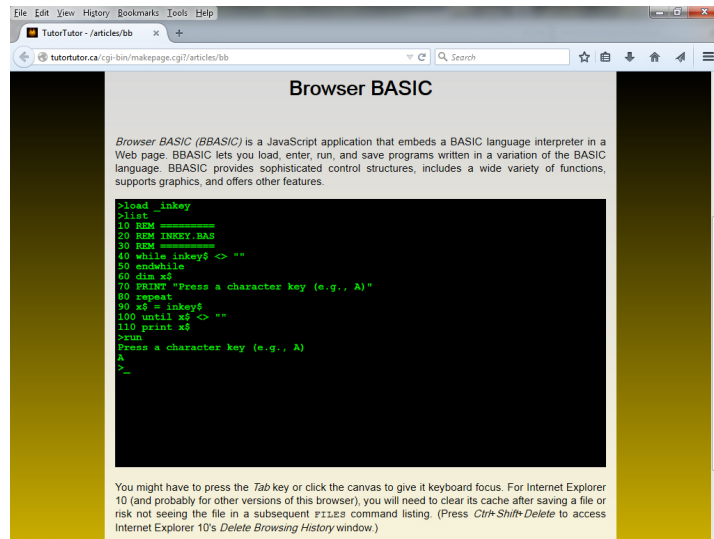 File Edit View History Bookmarks Tools Help
TutorTutor - /articles/bb × +
tutortutor.ca/cgi-bin/makepage.cgi?/articles/bb Search
Browser BASIC
Browser BASIC (BBASIC) is a JavaScript application that embeds a BASIC language interpreter in a
Web page. BBASIC lets you load, enter, run, and save programs written in a variation of the BASIC
language. BBASIC provides sophisticated control structures, includes a wide variety of functions,
supports graphics, and offers other features.
>load _inkey
>list
10 REM =========
20 REM INKEY.BAS
30 REM =========
40 while inkey$ <> ""
50 endwhile
60 dim x$
70 PRINT "Press a character key (e.g., A)"
80 repeat
90 x$ = inkey$
100 until x$ <> ""
110 print x$
>run
Press a character key (e.g., A)
A
>_
You might have to press the Tab key or click the canvas to give it keyboard focus. For Internet Explorer
10 (and probably for other versions of this browser), you will need to clear its cache after saving a file or
risk not seeing the file in a subsequent FILES command listing. (Press Ctrl+Shift+Delete to access
Internet Explorer 10's Delete Browsing History window.)